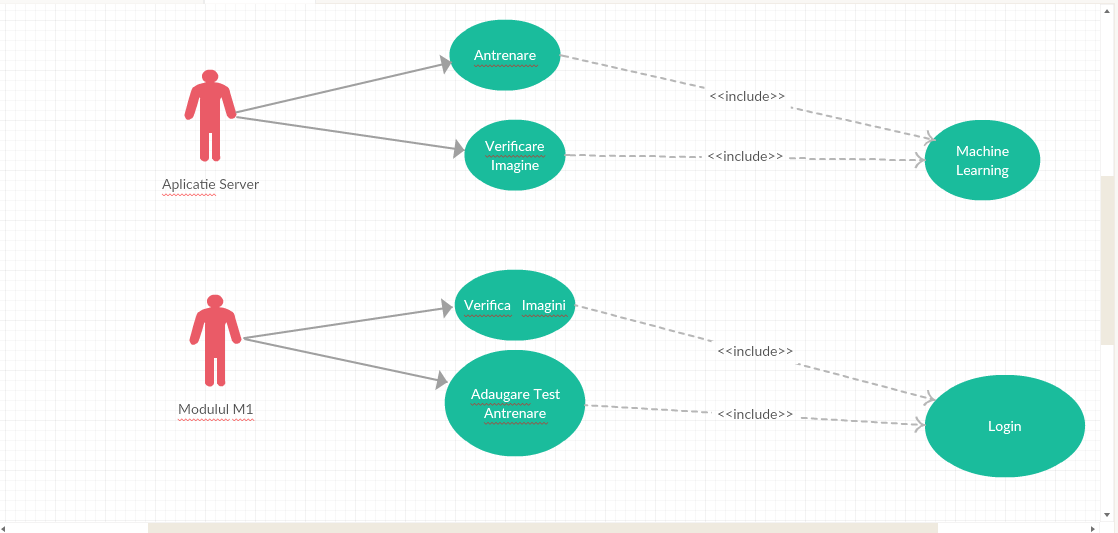 Antrenare
<<include>>
Verificare
Imagine
<<include>>
Machine
Learning
Aplicatie Server
Verifica Imagini
<<include>>
Adaugare Test
Antrenare
<<include>>
Login
Modulul M1